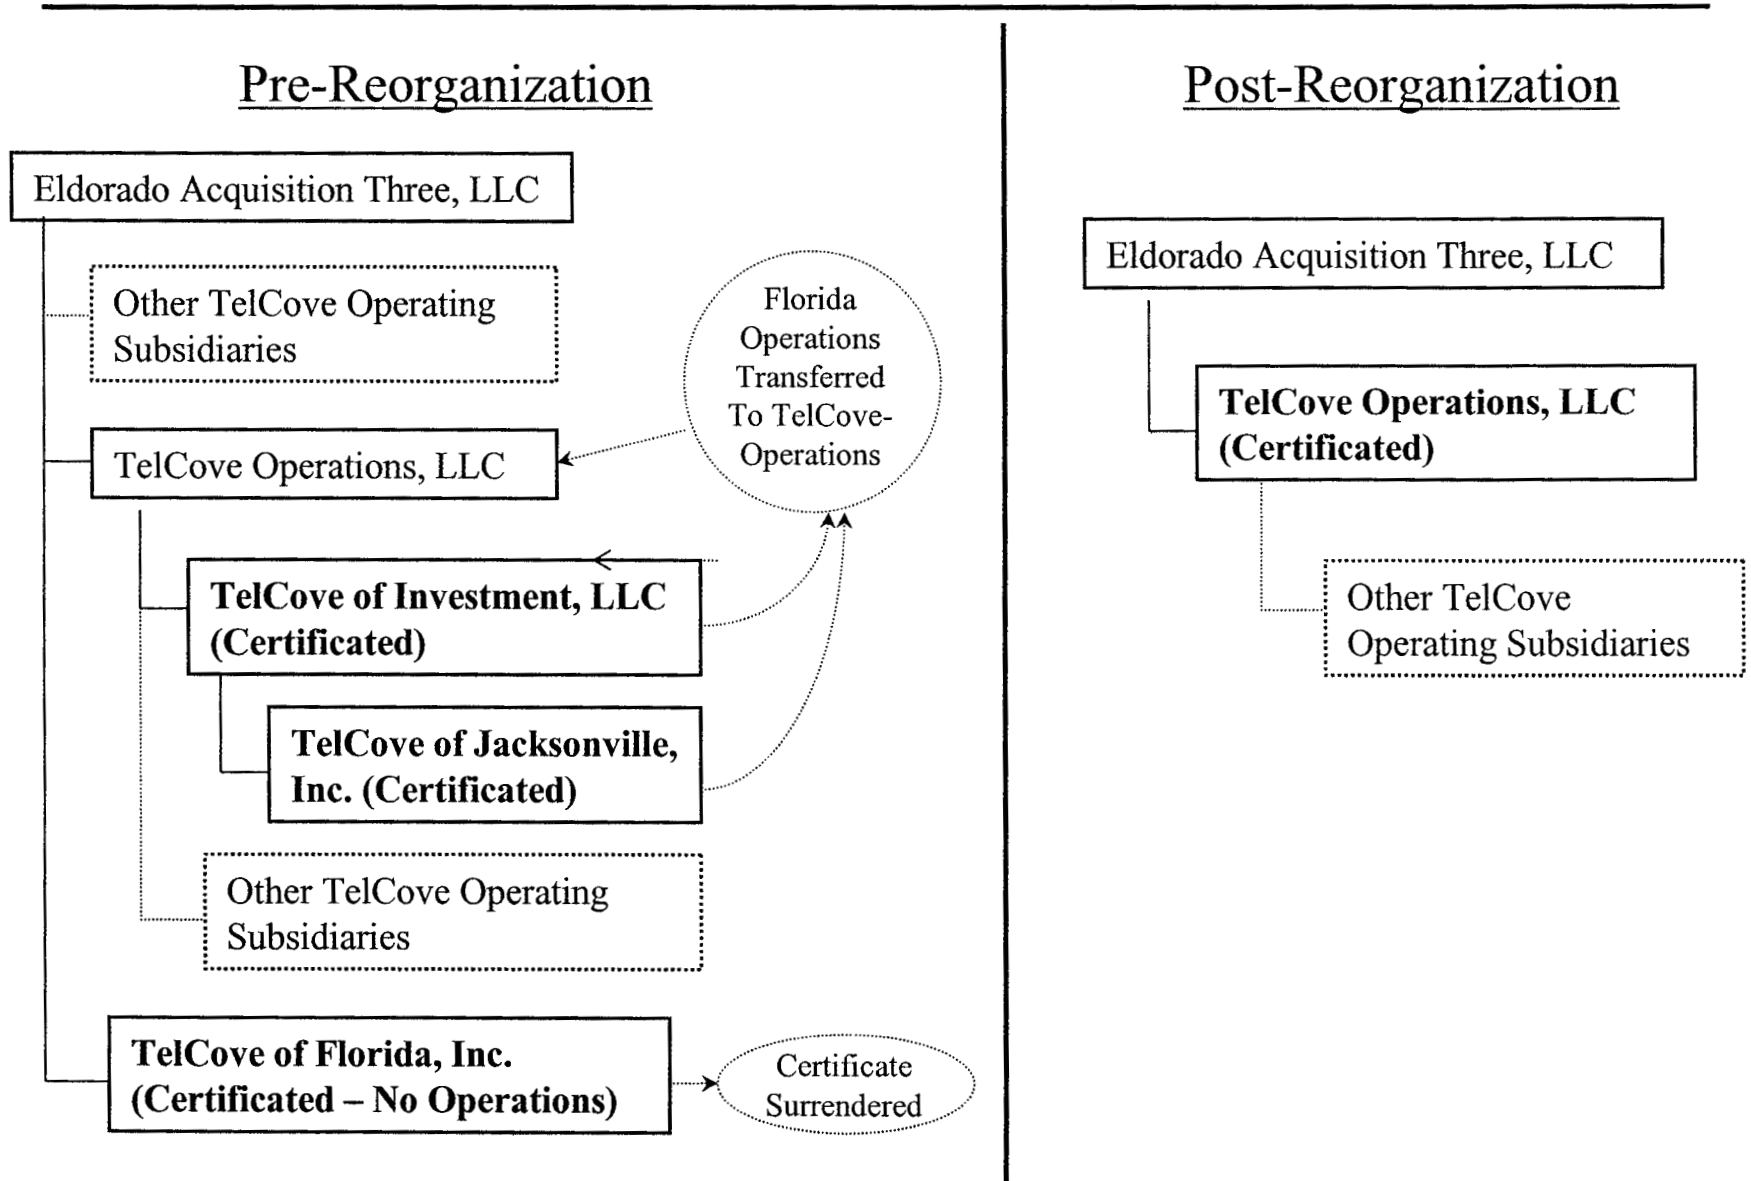 Pre-Reorganization
Eldorado Acquisition Three, LLC
Other TelCove Operating
Subsidiaries
Florida
Operations
Transferred
To TelCove-
Operations
TelCove Operations, LLC
TelCove of Investment, LLC
(Certificated)
TelCove of Jacksonville,
Inc. (Certificated)
Other TelCove Operating
Subsidiaries
TelCove of Florida, Inc.
(Certificated – No Operations)
Certificate
Surrendered
Post-Reorganization
Eldorado Acquisition Three, LLC
TelCove Operations, LLC
(Certificated)
Other TelCove
Operating Subsidiaries